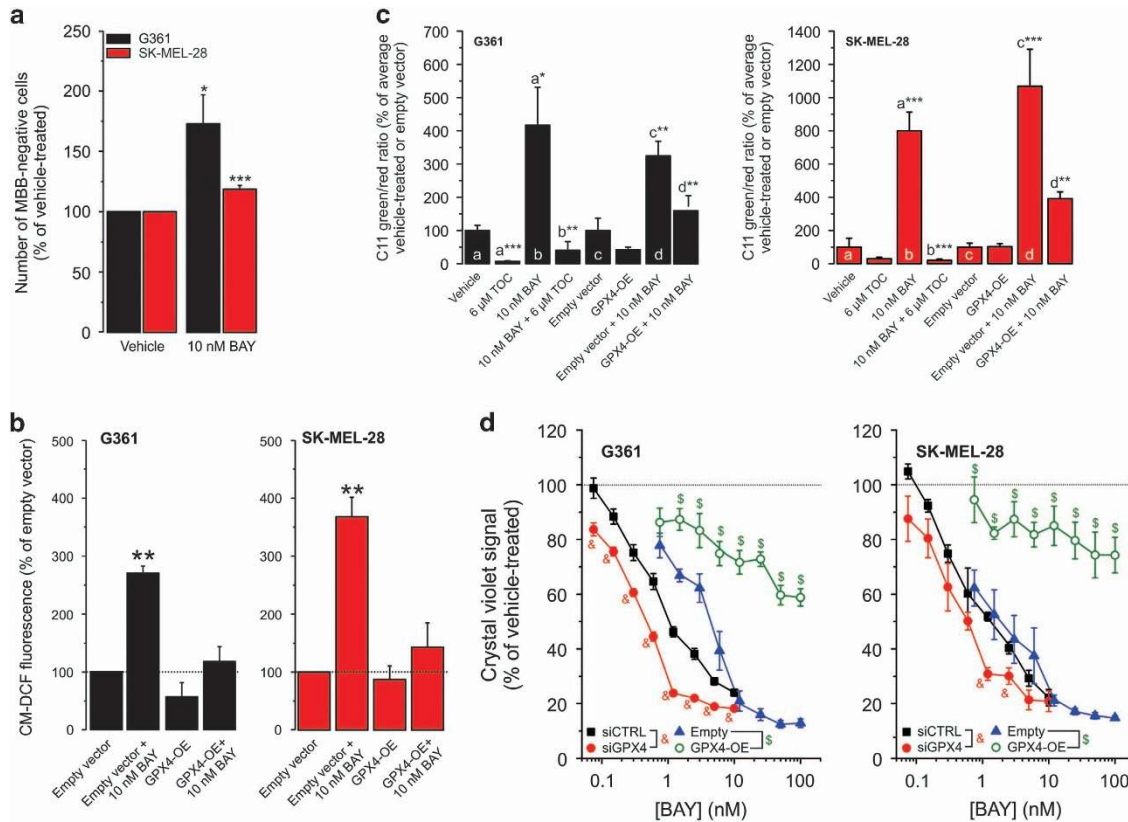 a
250
200
150
100
50
0
Number of MBB-negative cells
(% of vehicle-treated)
G361
SK-MEL-28
*
***
Vehicle
10 nM BAY
c
G361
700
600
500
400
300
200
100
0
C11 green/red ratio (% of average
vehicle-treated or empty vector)
a*
a***
b**
c**
d**
a
b
c
d
Vehicle
6 µM TOC
10 nM BAY
10 nM BAY + 6 µM TOC
Empty vector
GPX4-OE
Empty vector + 10 nM BAY
GPX4-OE + 10 nM BAY
SK-MEL-28
1400
1200
1000
800
600
400
200
0
C11 green/red ratio (% of average
vehicle-treated or empty vector)
a***
b***
c***
d**
a
b
c
d
Vehicle
6 µM TOC
10 nM BAY
10 nM BAY + 6 µM TOC
Empty vector
GPX4-OE
Empty vector + 10 nM BAY
GPX4-OE + 10 nM BAY
b
G361
500
400
300
200
100
0
CM-DCF fluorescence (% of empty vector)
**
Empty vector
Empty vector +
10 nM BAY
GPX4-OE
GPX4-OE+
10 nM BAY
SK-MEL-28
500
400
300
200
100
0
**
Empty vector
Empty vector +
10 nM BAY
GPX4-OE
GPX4-OE+
10 nM BAY
d
G361
120
100
80
60
40
20
0
Crystal violet signal
(% of vehicle-treated)
$ $ $ $ $ $ $
& & & & & & & &
siCTRL
siGPX4
&
Empty
GPX4-OE
$
0.1 1 10 100
[BAY] (nM)
SK-MEL-28
120
100
80
60
40
20
0
$ $ $ $ $ $ $ $
& &
siCTRL
siGPX4
&
Empty
GPX4-OE
$
0.1 1 10 100
[BAY] (nM)